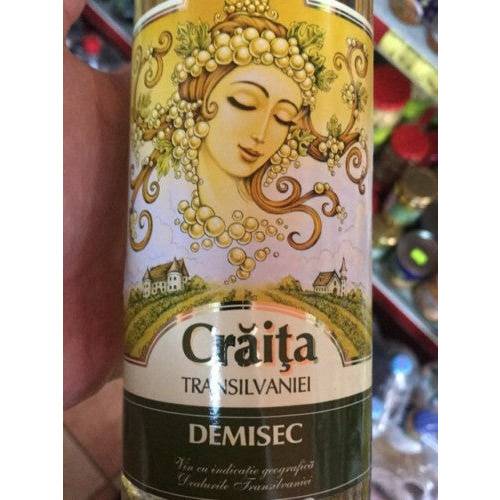 Crăița
TRANSILVANIEI
DEMISEC
Vin cu indicație geografică
Dealurile Transilvaniei